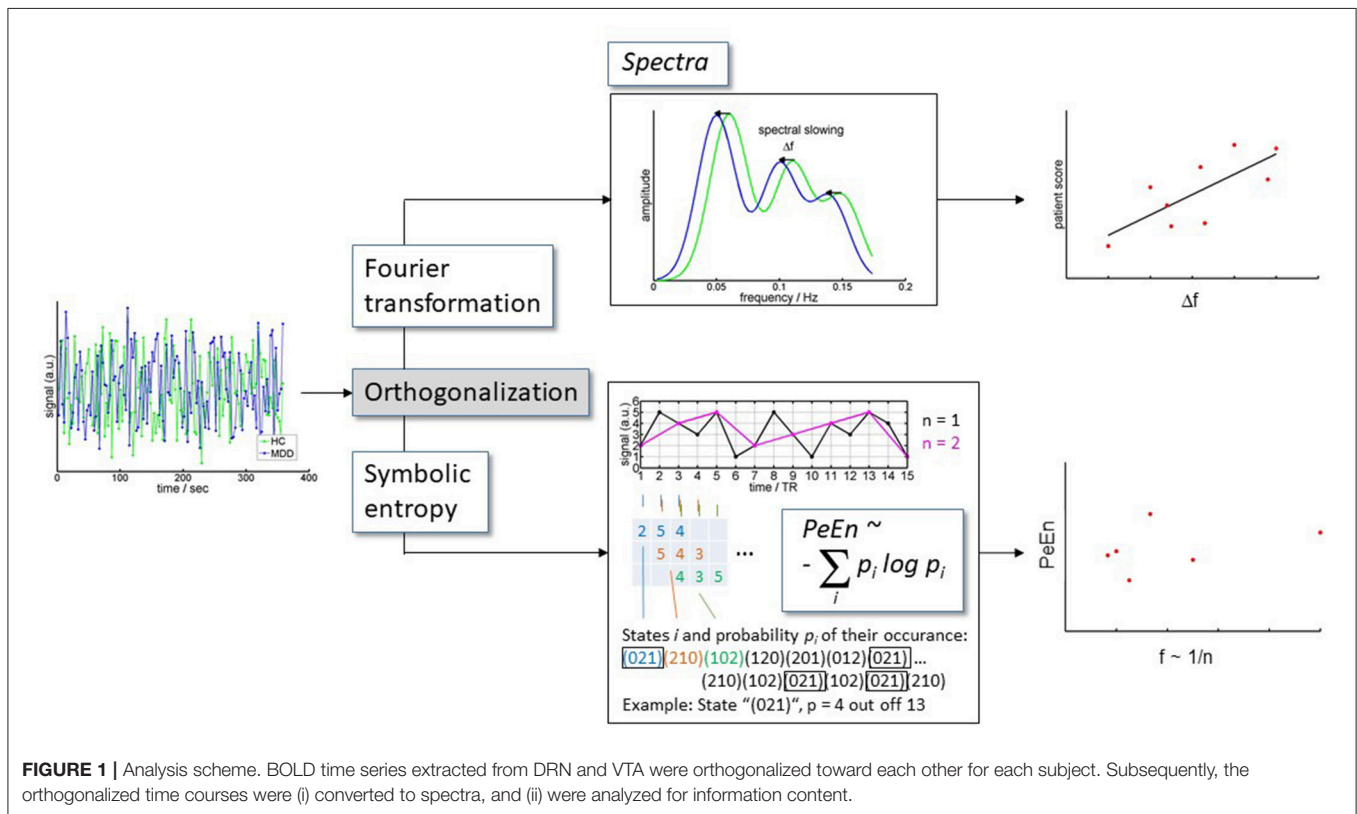 Spectra
spectral slowing
Δf
amplitude
0 0.05 0.1 0.15 0.2
frequency / Hz
patient score
Δf
Fourier
transformation
signal (a.u.)
HC
MDD
0 100 200 300 400
time / sec
Orthogonalization
Symbolic
entropy
signal (a.u.)
6
5
4
3
2
1
1 2 3 4 5 6 7 8 9 10 11 12 13 14 15
time / TR
n = 1
n = 2
2 5 4
5 4 3 ...
4 3 5
PeEn ~
- ∑ p_i log p_i
i
States i and probability p_i of their occurance:
(021)(210)(102)(120)(201)(012)(021) ...
(210)(102)(021)(102)(021)(210)
Example: State "(021)", p = 4 out off 13
PeEn
f ~ 1/n
FIGURE 1 | Analysis scheme. BOLD time series extracted from DRN and VTA were orthogonalized toward each other for each subject. Subsequently, the
orthogonalized time courses were (i) converted to spectra, and (ii) were analyzed for information content.